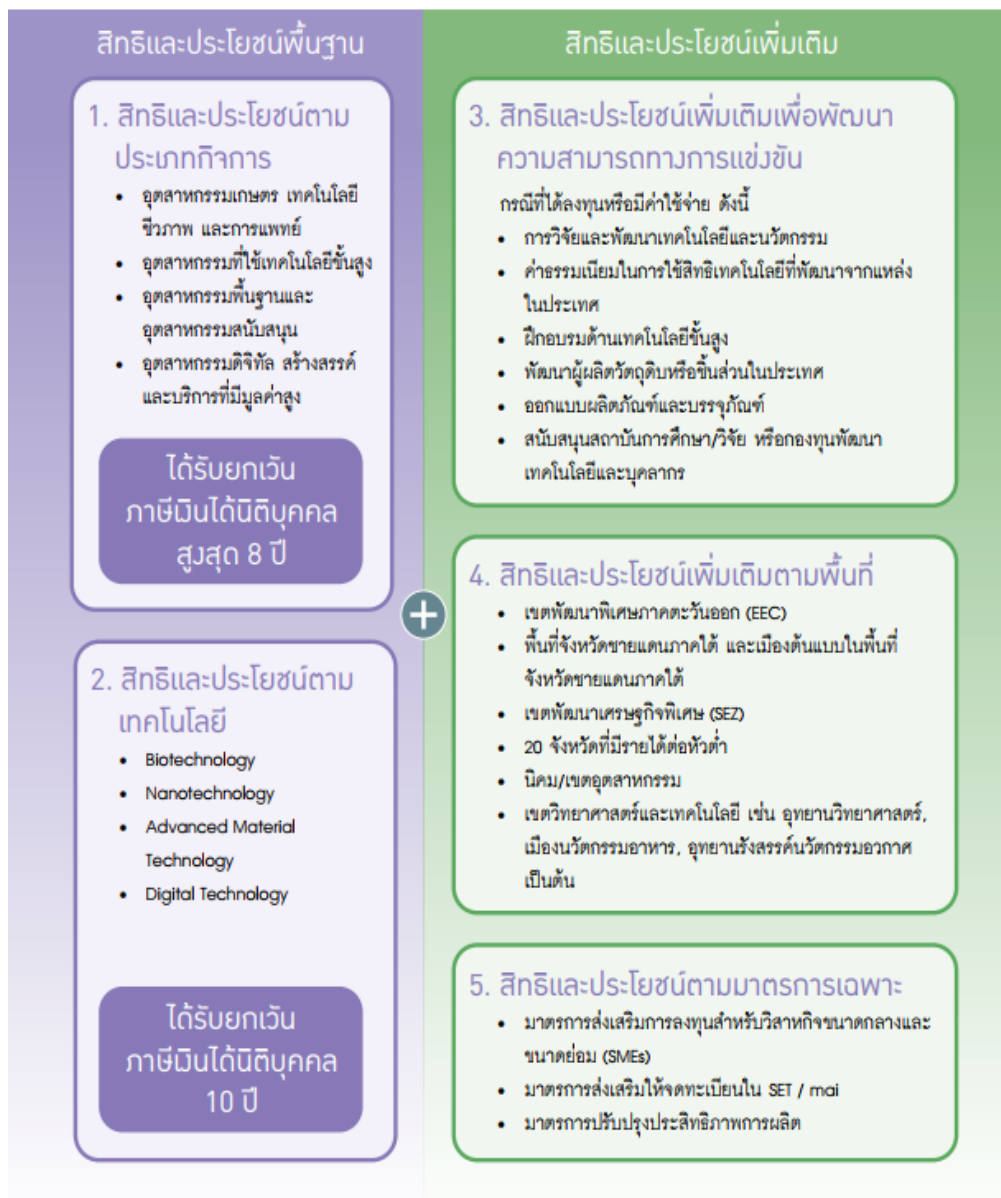 สิทธิและประโยชน์พื้นฐาน
1. สิทธิและประโยชน์ตาม
ประเภทกิจการ
• อุตสาหกรรมเกษตร เทคโนโลยี
ชีวภาพ และการแพทย์
• อุตสาหกรรมที่ใช้เทคโนโลยีขั้นสูง
• อุตสาหกรรมพื้นฐานและ
อุตสาหกรรมสนับสนุน
• อุตสาหกรรมดิจิทัล สร้างสรรค์
และบริการที่มีมูลค่าสูง
ได้รับยกเว้น
ภาษีเงินได้นิติบุคคล
สูงสุด 8 ปี
2. สิทธิและประโยชน์ตาม
เทคโนโลยี
• Biotechnology
• Nanotechnology
• Advanced Material
Technology
• Digital Technology
ได้รับยกเว้น
ภาษีเงินได้นิติบุคคล
10 ปี
+
สิทธิและประโยชน์เพิ่มเติม
3. สิทธิและประโยชน์เพิ่มเติมเพื่อพัฒนา
ความสามารถทางการแข่งขัน
กรณีที่ได้ลงทุนหรือมีค่าใช้จ่าย ดังนี้
• การวิจัยและพัฒนาเทคโนโลยีและนวัตกรรม
• ค่าธรรมเนียมในการใช้สิทธิเทคโนโลยีที่พัฒนาจากแหล่ง
ในประเทศ
• ฝึกอบรมด้านเทคโนโลยีขั้นสูง
• พัฒนาผู้ผลิตวัตถุดิบหรือชิ้นส่วนในประเทศ
• ออกแบบผลิตภัณฑ์และบรรจุภัณฑ์
• สนับสนุนสถาบันการศึกษา/วิจัย หรือกองทุนพัฒนา
เทคโนโลยีและบุคลากร
4. สิทธิและประโยชน์เพิ่มเติมตามพื้นที่
• เขตพัฒนาพิเศษภาคตะวันออก (EEC)
• พื้นที่จังหวัดชายแดนภาคใต้ และเมืองต้นแบบในพื้นที่
จังหวัดชายแดนภาคใต้
• เขตพัฒนาเศรษฐกิจพิเศษ (SEZ)
• 20 จังหวัดที่มีรายได้ต่อหัวต่ำ
• นิคม/เขตอุตสาหกรรม
• เขตวิทยาศาสตร์และเทคโนโลยี เช่น อุทยานวิทยาศาสตร์,
เมืองนวัตกรรมอาหาร, อุทยานรังสรรค์นวัตกรรมอวกาศ
เป็นต้น
5. สิทธิและประโยชน์ตามมาตรการเฉพาะ
• มาตรการส่งเสริมการลงทุนสำหรับวิสาหกิจขนาดกลางและ
ขนาดย่อม (SMEs)
• มาตรการส่งเสริมให้จดทะเบียนใน SET / mai
• มาตรการปรับปรุงประสิทธิภาพการผลิต